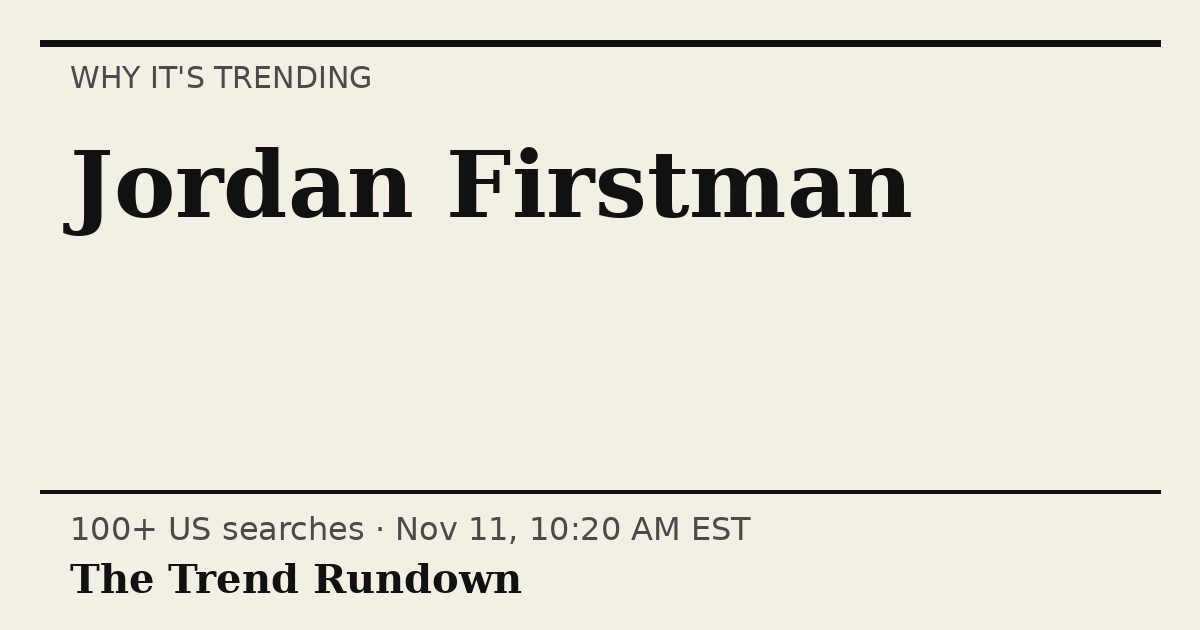 WHY IT'S TRENDING
Jordan Firstman
100+ US searches · Nov 11, 10:20 AM EST
The Trend Rundown